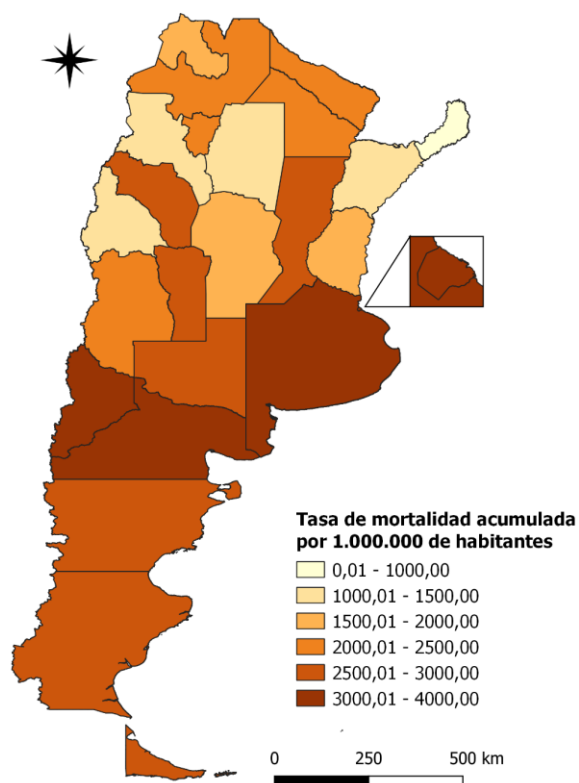 Tasa de mortalidad acumulada
por 1.000.000 de habitantes
0,01 - 1000,00
1000,01 - 1500,00
1500,01 - 2000,00
2000,01 - 2500,00
2500,01 - 3000,00
3000,01 - 4000,00
0 250 500 km